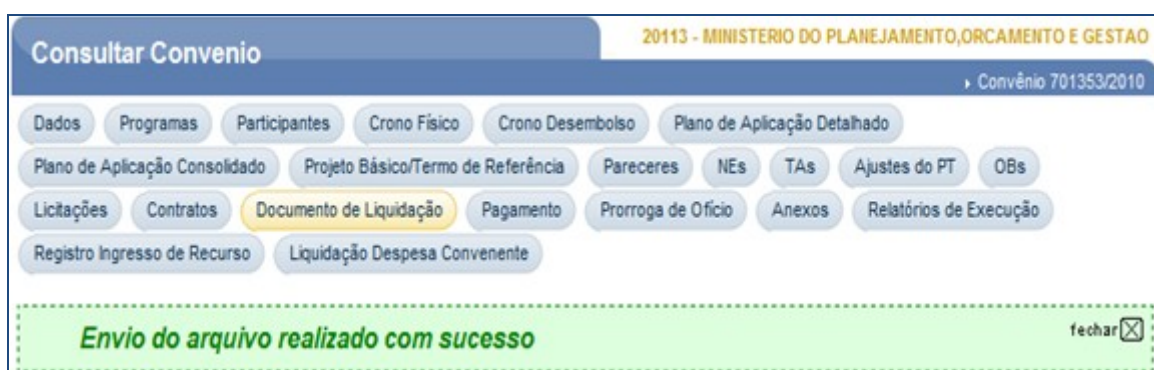 Consultar Convenio
20113 - MINISTERIO DO PLANEJAMENTO,ORCAMENTO E GESTAO
Convênio 701353/2010
Dados Programas Participantes Crono Físico Crono Desembolso Plano de Aplicação Detalhado
Plano de Aplicação Consolidado Projeto Básico/Termo de Referência Pareceres NEs TAs Ajustes do PT OBs
Licitações Contratos Documento de Liquidação Pagamento Prorroga de Ofício Anexos Relatórios de Execução
Registro Ingresso de Recurso Liquidação Despesa Convenente
Envio do arquivo realizado com sucesso
fechar